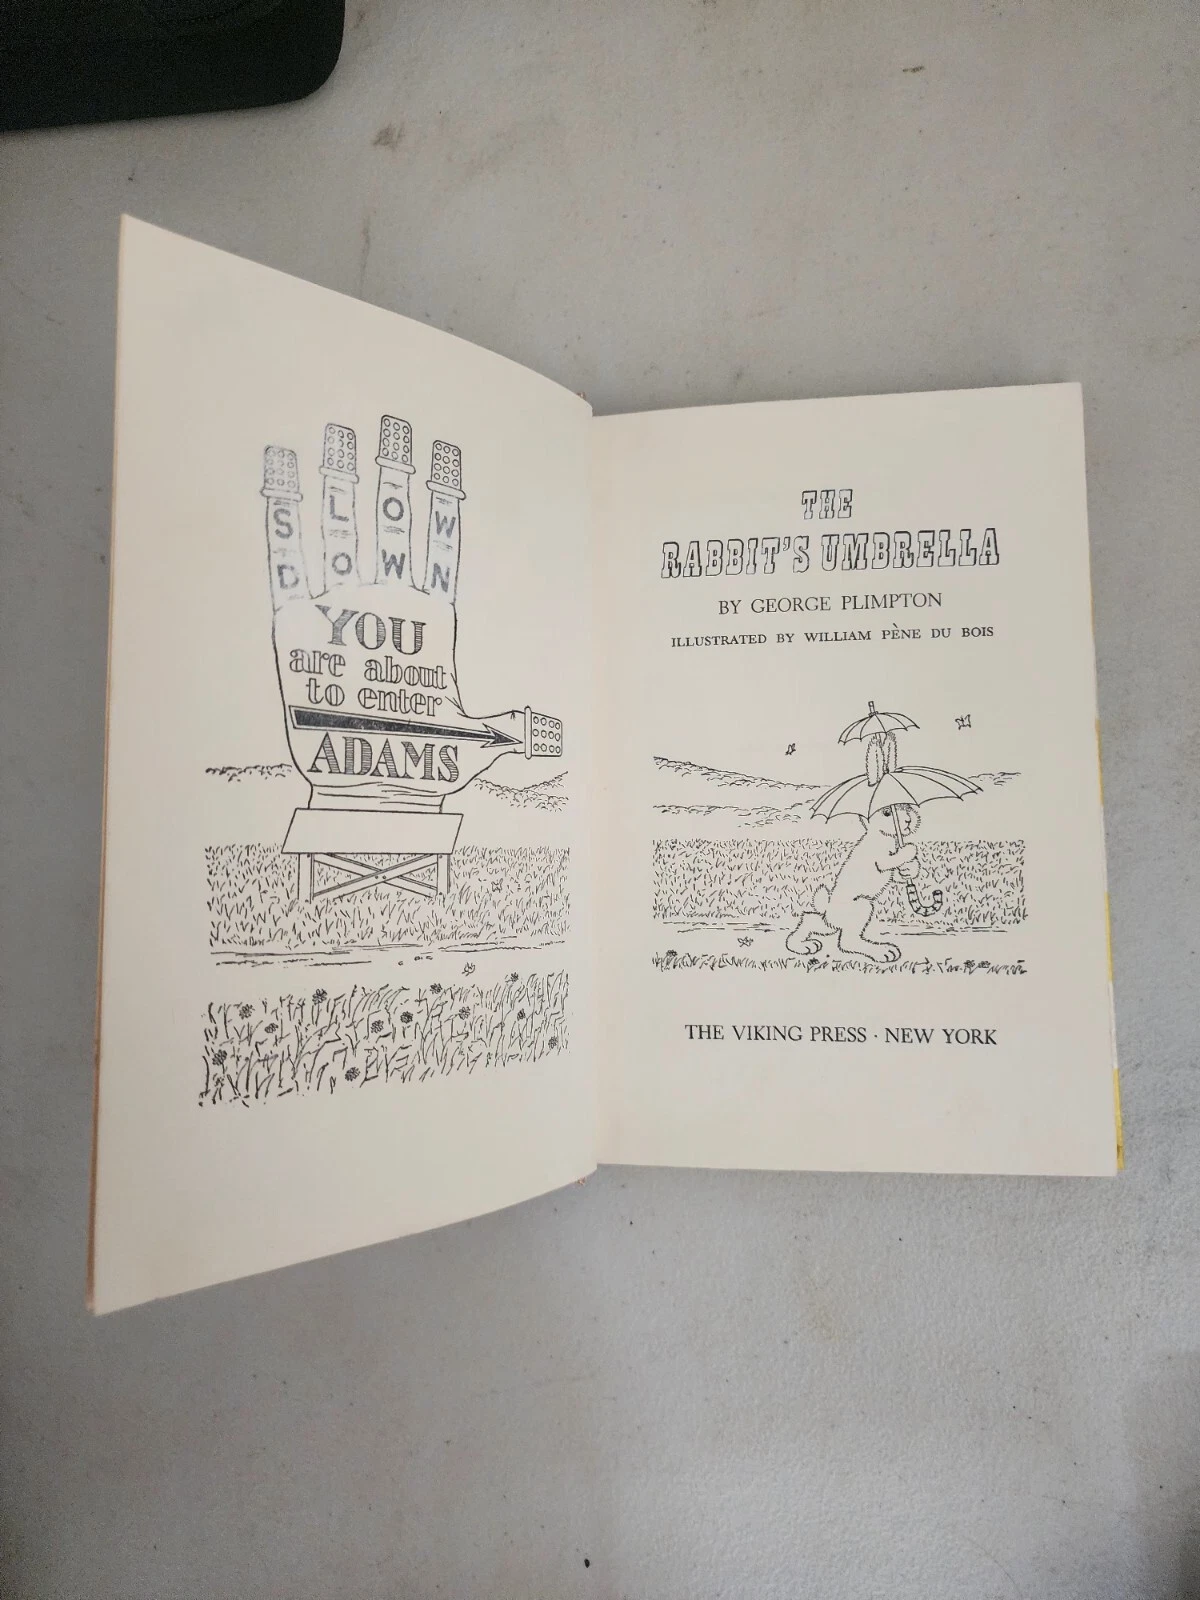 S L O W
D O W N
YOU
are about
to enter
ADAMS
THE
RABBIT'S UMBRELLA
BY GEORGE PLIMPTON
ILLUSTRATED BY WILLIAM PÈNE DU BOIS
THE VIKING PRESS · NEW YORK